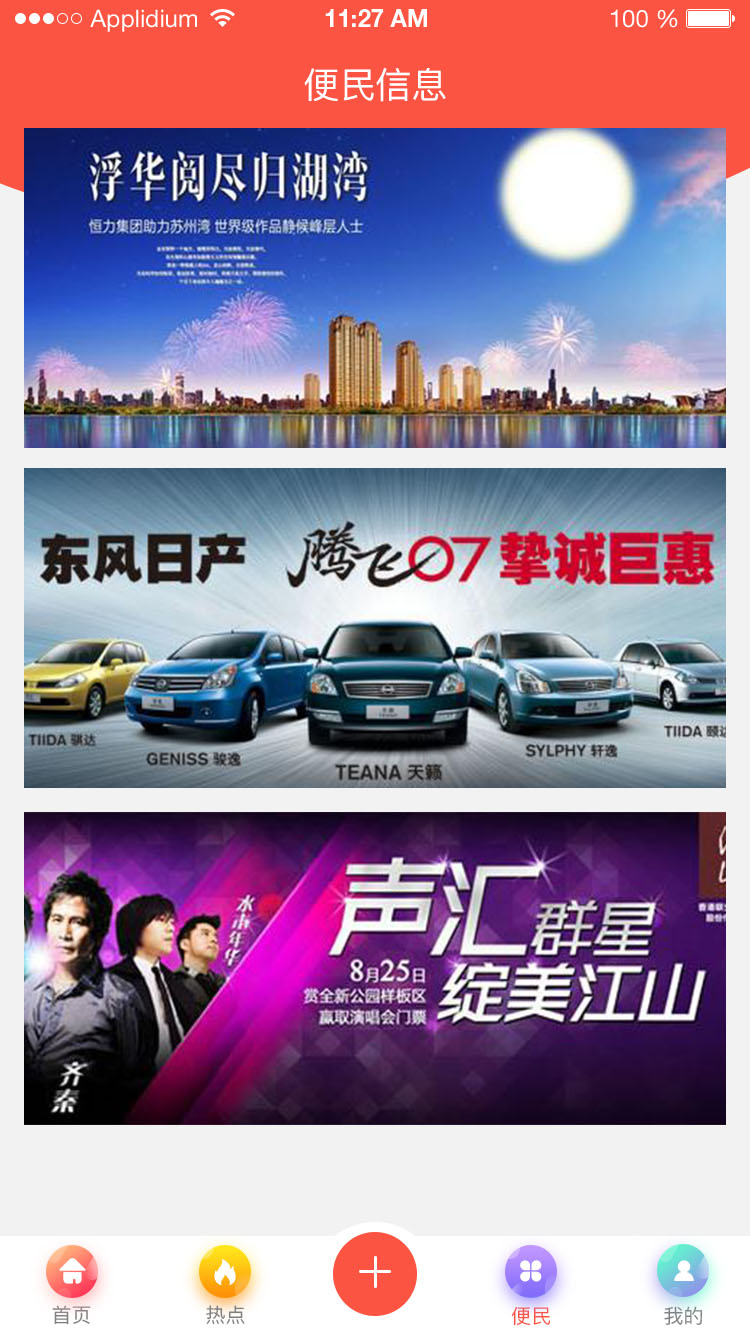 Applidium 11:27 AM 100 %
便民信息
浮华阅尽归湖湾
恒力集团助力苏州湾 世界级作品静候峰层人士
东风日产 腾飞07 挚诚巨惠
TIIDA 骐达
GENISS 骏逸
TEANA 天籁
SYLPHY 轩逸
TIIDA 颐达
水木年华
齐秦
声汇群星
8月25日
绽美江山
赏全新公园样板区
赢取演唱会门票
首页
热点
便民
我的